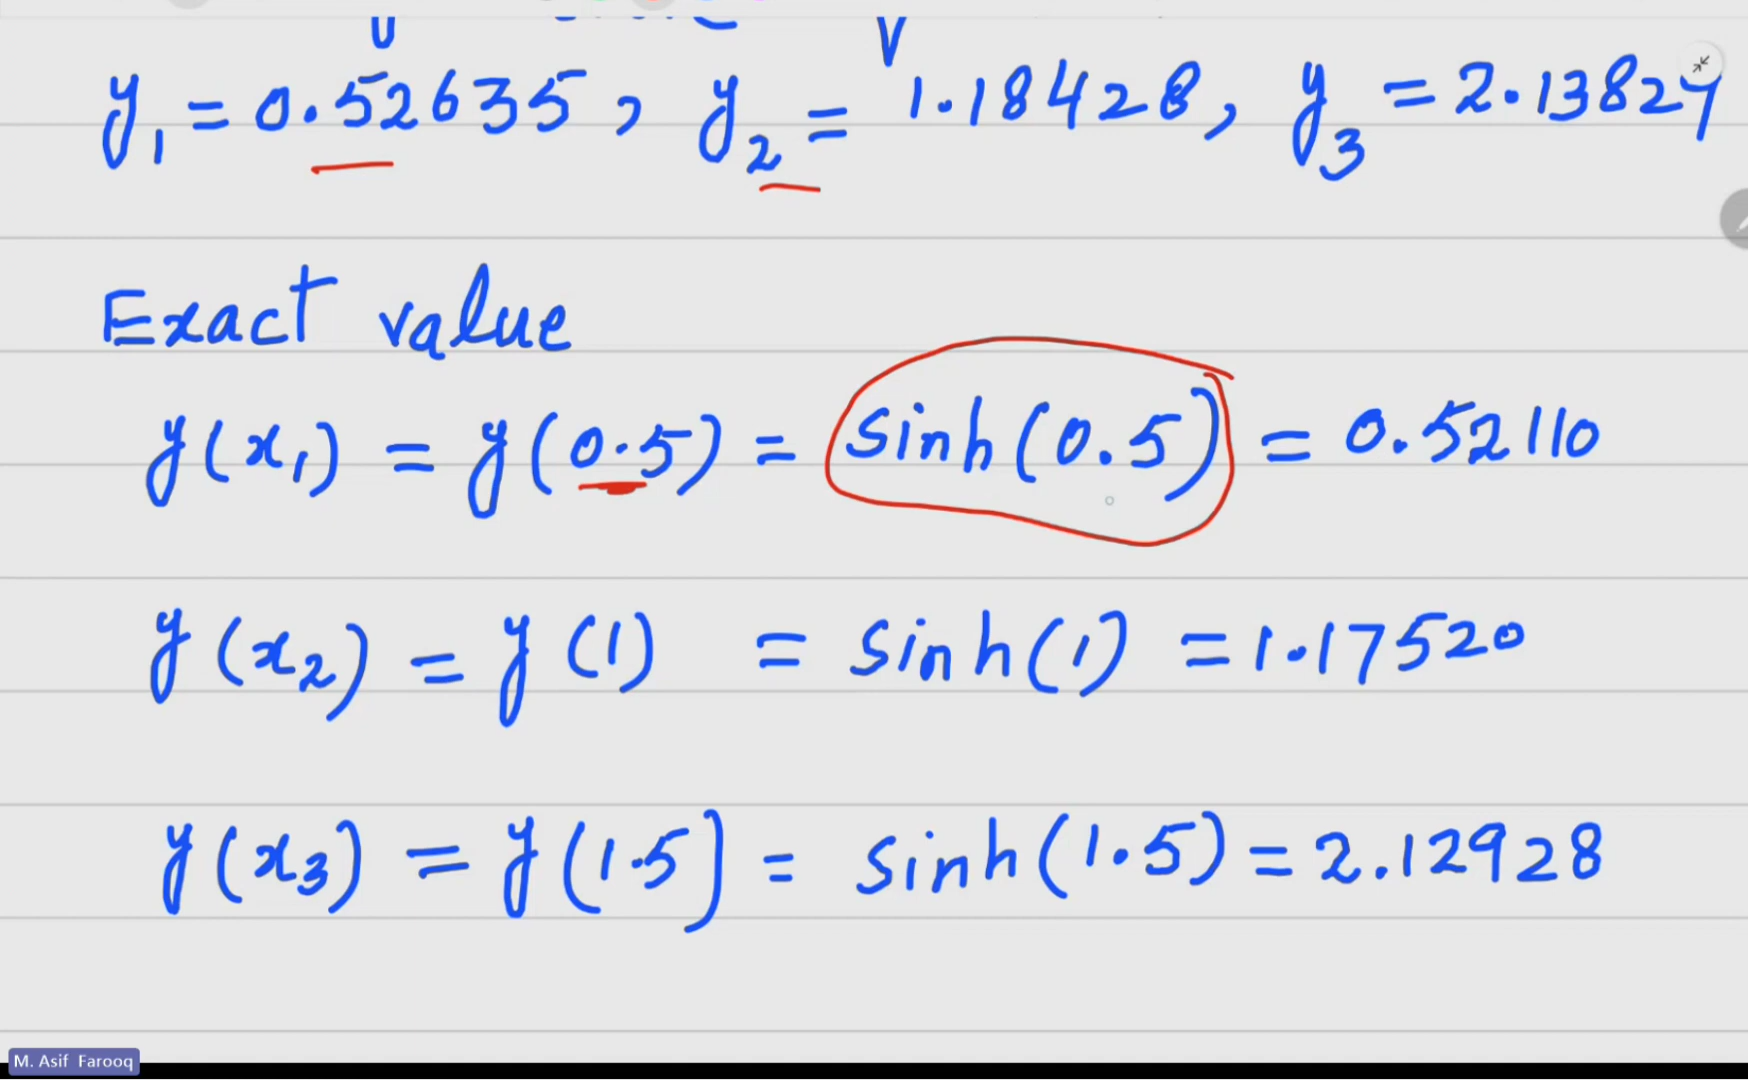 y₁ = 0.52635, y₂ = 1.18428, y₃ = 2.13829
Exact value
y(x₁) = y(0.5) = sinh(0.5) = 0.52110
y(x₂) = y(1) = sinh(1) = 1.17520
y(x₃) = y(1.5) = sinh(1.5) = 2.12928
M. Asif Farooq